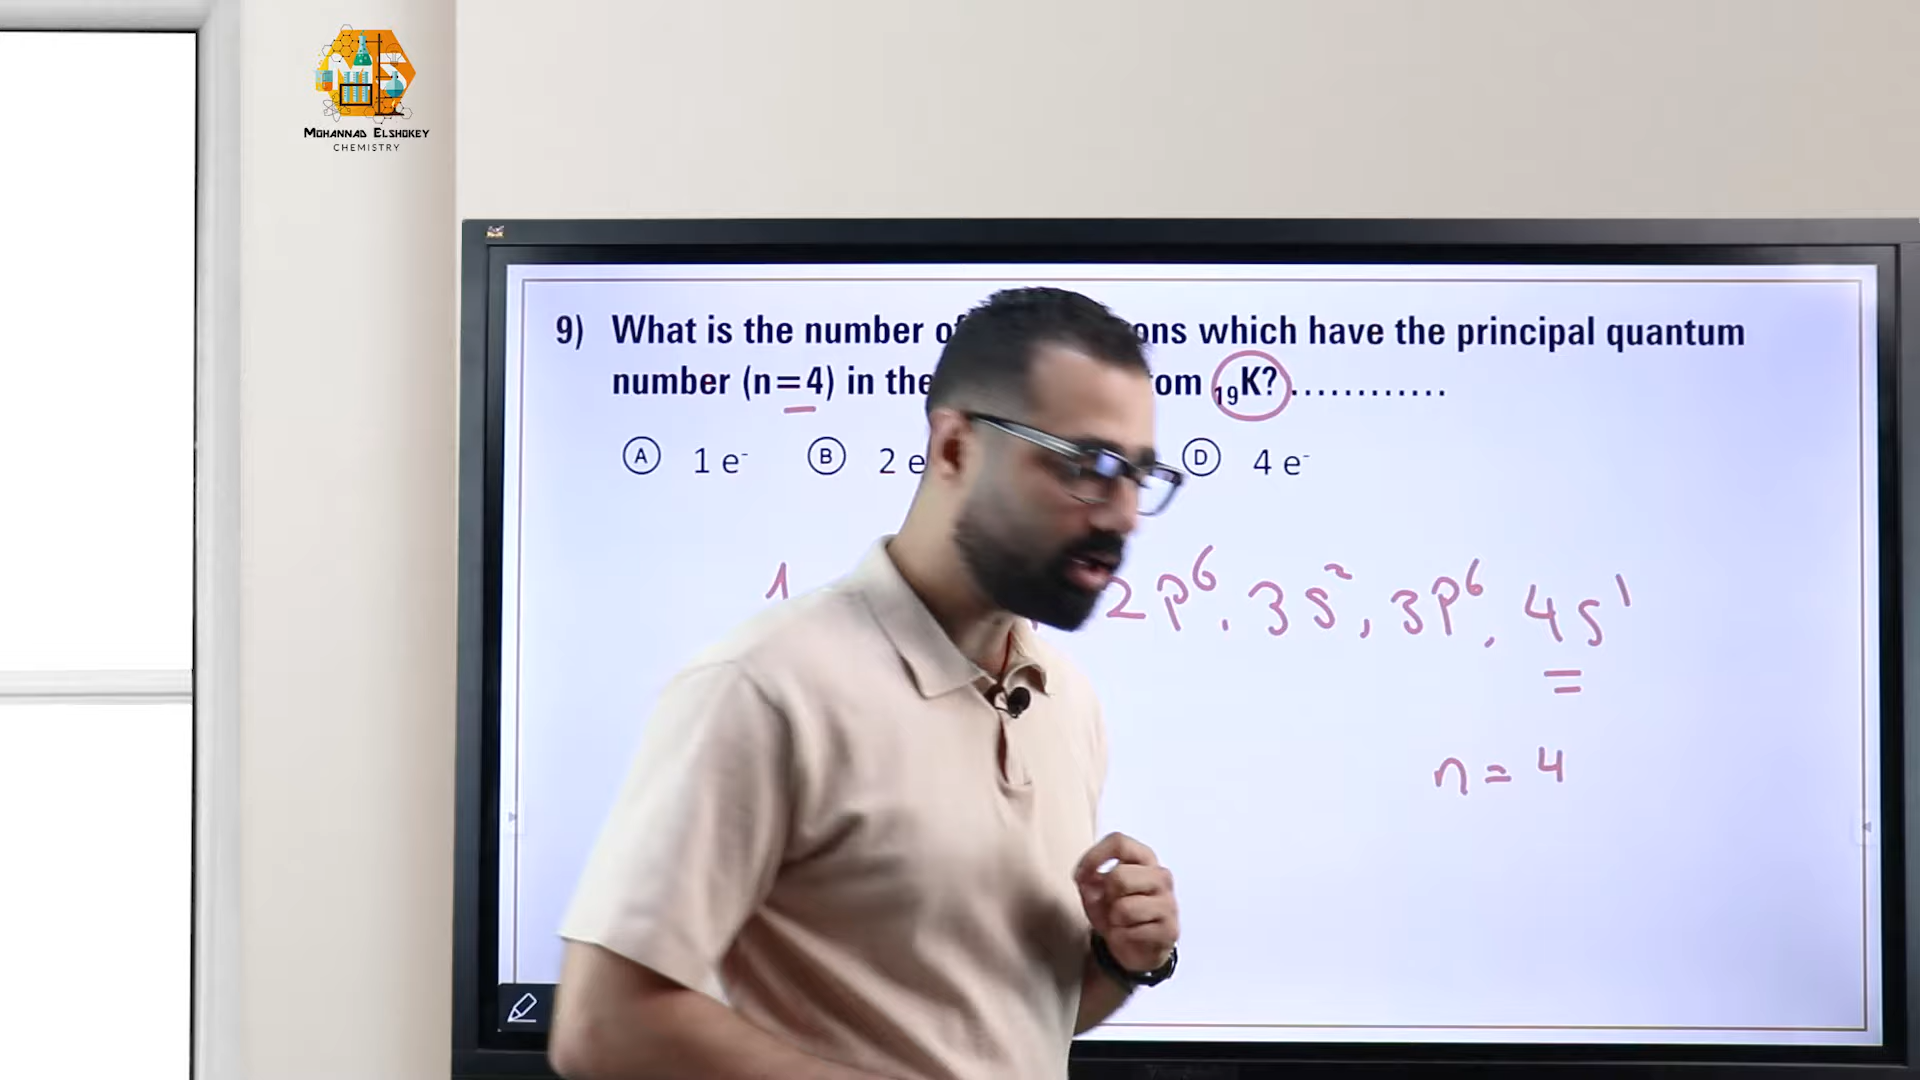 MOHANNAD ELSHOKEY
CHEMISTRY
9) What is the number of ons which have the principal quantum
number (n=4) in the om ₁₉K? ............
A 1 e⁻ B 2 e D 4 e⁻
1 2p⁶, 3s², 3p⁶, 4s¹
n = 4